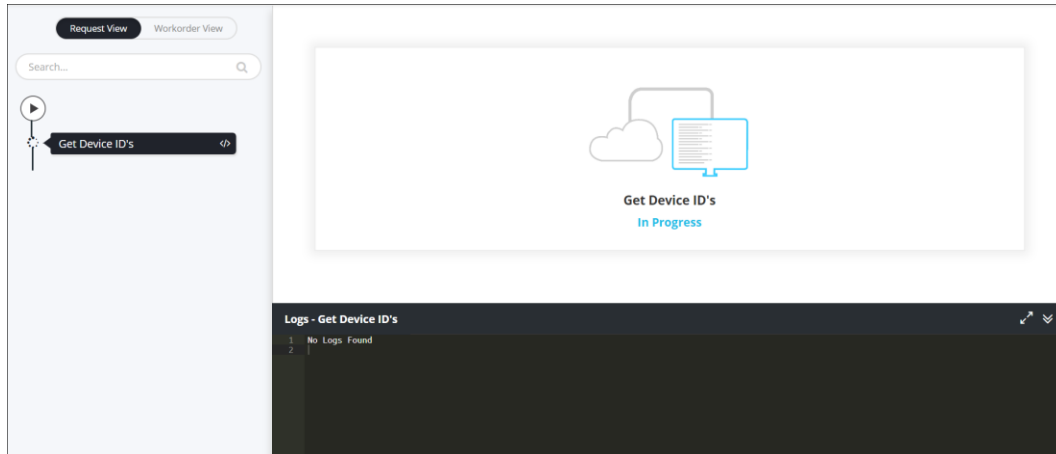 Request View
Workorder View
Search...
Get Device ID's
</>
Get Device ID's
In Progress
Logs - Get Device ID's
1 No Logs Found
2